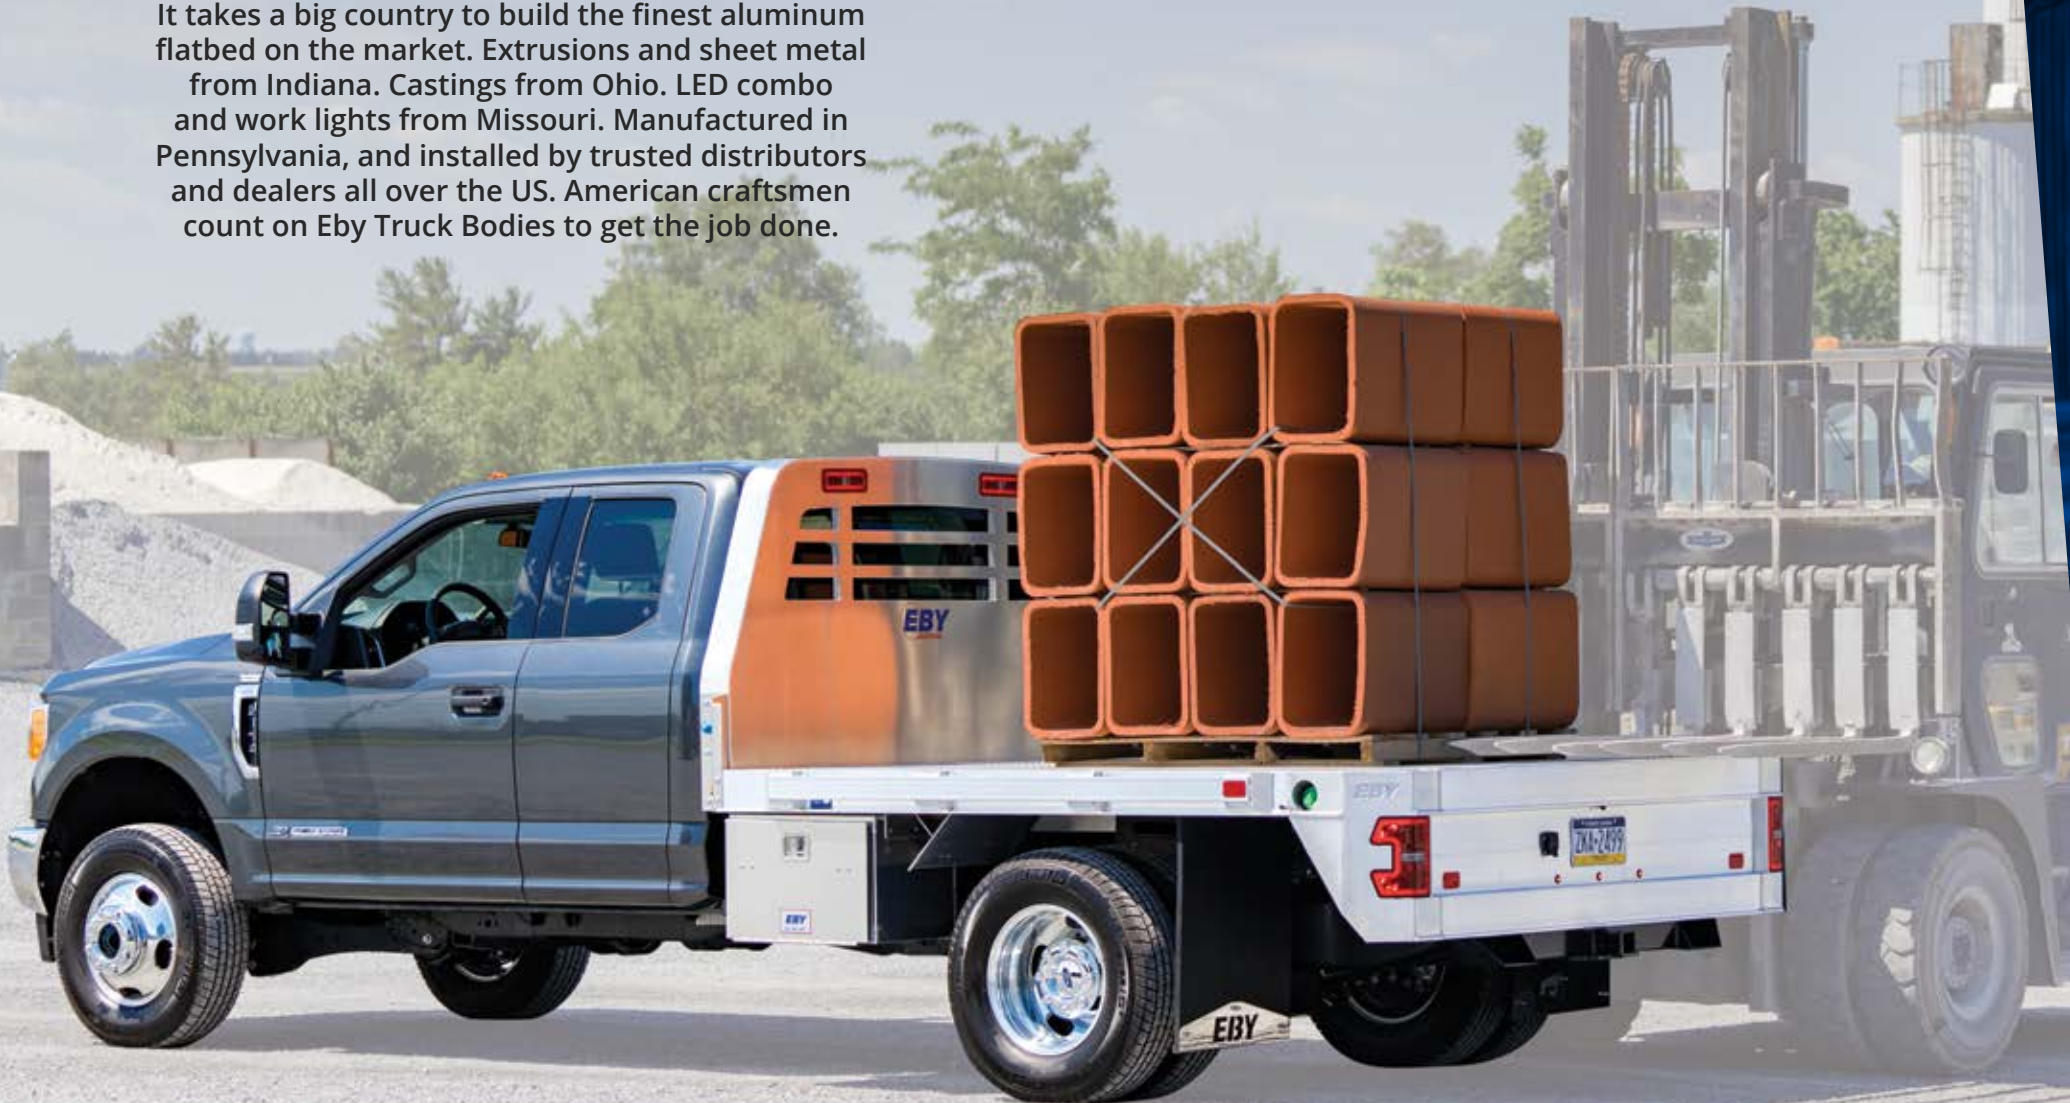 It takes a big country to build the finest aluminum
flatbed on the market. Extrusions and sheet metal
from Indiana. Castings from Ohio. LED combo
and work lights from Missouri. Manufactured in
Pennsylvania, and installed by trusted distributors
and dealers all over the US. American craftsmen
count on Eby Truck Bodies to get the job done.
EBY
EBY
ZKA-2499
EBY
EBY